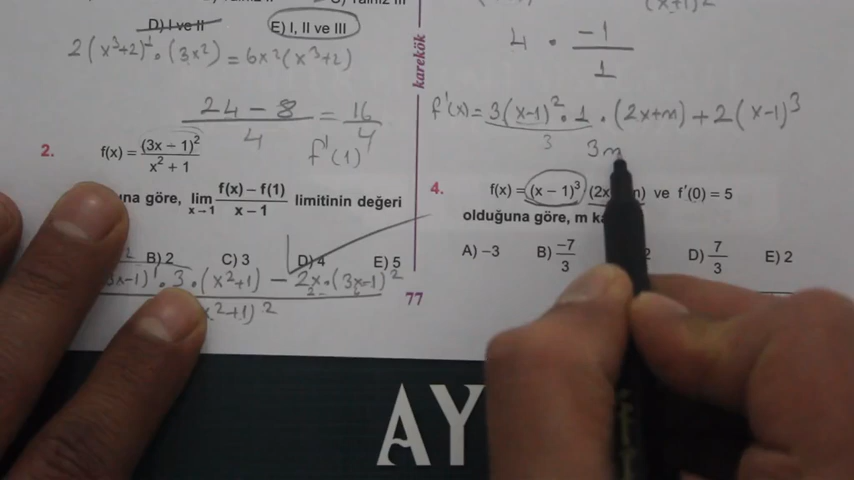 D) I ve II
E) I, II ve III
2(x³+2)¹ · (3x²) = 6x²(x³+2)
24 - 8 / 4 = 16 / 4
f'(1)
2.
f(x) = (3x – 1)² / x² + 1
göre, lim x→1 f(x) – f(1) / x – 1 limitinin değeri
B) 2 C) 3 D) 4 E) 5
· 3 · (x²+1) - 2x · (3x-1)²
x²+1)²
karekök
77
(x+1)²
4 · -1 / 1
f'(x) = 3(x-1)² · 1 · (2x+m) + 2(x-1)³
3
3m
4.
f(x) = (x – 1)³ (2x ve f'(0) = 5
olduğuna göre, m
A) –3 B) –7/3 D) 7/3 E) 2
AY